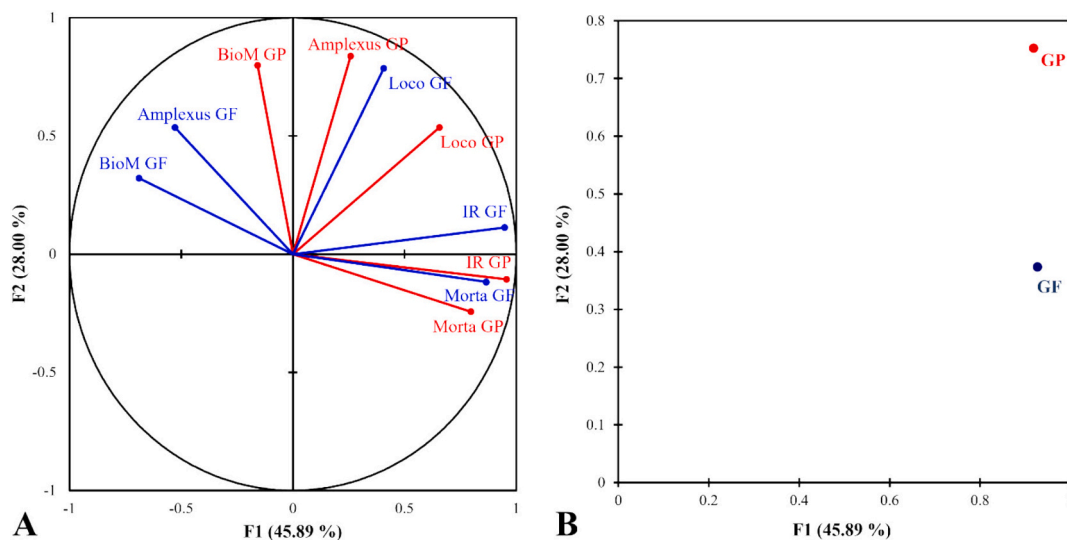 1
0.5
0
-0.5
-1
-1
-0.5
0
0.5
1
F2 (28.00 %)
F1 (45.89 %)
BioM GP
Amplexus GP
Loco GF
Amplexus GF
Loco GP
BioM GF
IR GF
IR GP
Morta GF
Morta GP
A
0.8
0.7
0.6
0.5
0.4
0.3
0.2
0.1
0
0
0.2
0.4
0.6
0.8
F2 (28.00 %)
F1 (45.89 %)
GP
GF
B